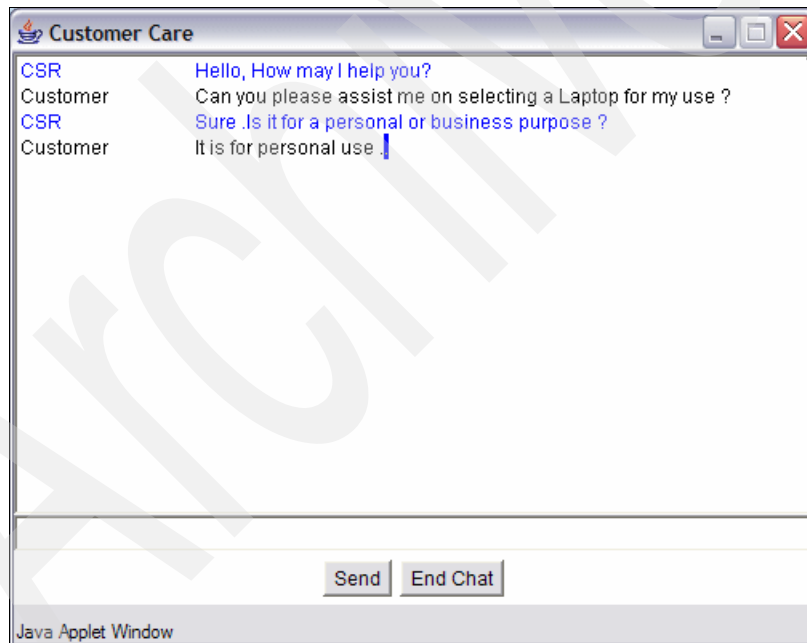 Customer Care
CSR Hello, How may I help you?
Customer Can you please assist me on selecting a Laptop for my use ?
CSR Sure .Is it for a personal or business purpose ?
Customer It is for personal use .
Send End Chat
Java Applet Window